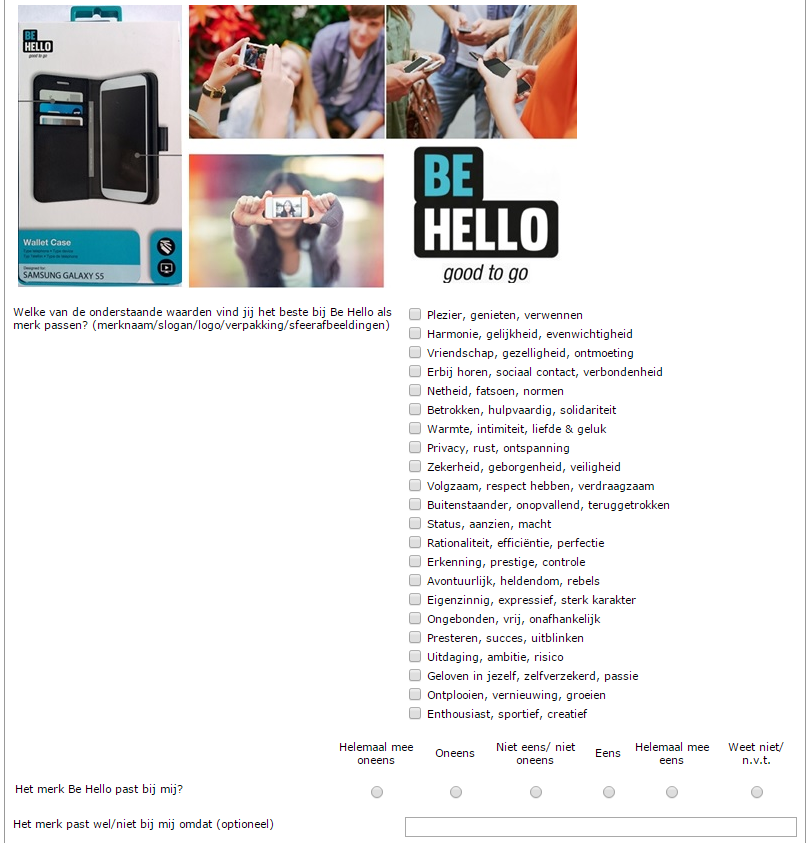 BE
HELLO
good to go
Wallet Case
Designed for:
SAMSUNG GALAXY S5
BE
HELLO
good to go
Welke van de onderstaande waarden vind jij het beste bij Be Hello als
merk passen? (merknaam/slogan/logo/verpakking/sfeerafbeeldingen)
Plezier, genieten, verwennen
Harmonie, gelijkheid, evenwichtigheid
Vriendschap, gezelligheid, ontmoeting
Erbij horen, sociaal contact, verbondenheid
Netheid, fatsoen, normen
Betrokken, hulpvaardig, solidariteit
Warmte, intimiteit, liefde & geluk
Privacy, rust, ontspanning
Zekerheid, geborgenheid, veiligheid
Volgzaam, respect hebben, verdraagzaam
Buitenstaander, onopvallend, teruggetrokken
Status, aanzien, macht
Rationaliteit, efficiëntie, perfectie
Erkenning, prestige, controle
Avontuurlijk, heldendom, rebels
Eigenzinnig, expressief, sterk karakter
Ongebonden, vrij, onafhankelijk
Presteren, succes, uitblinken
Uitdaging, ambitie, risico
Geloven in jezelf, zelfverzekerd, passie
Ontplooien, vernieuwing, groeien
Enthousiast, sportief, creatief
Helemaal mee oneens
Oneens
Niet eens/ niet oneens
Eens
Helemaal mee eens
Weet niet/ n.v.t.
Het merk Be Hello past bij mij?
Het merk past wel/niet bij mij omdat (optioneel)